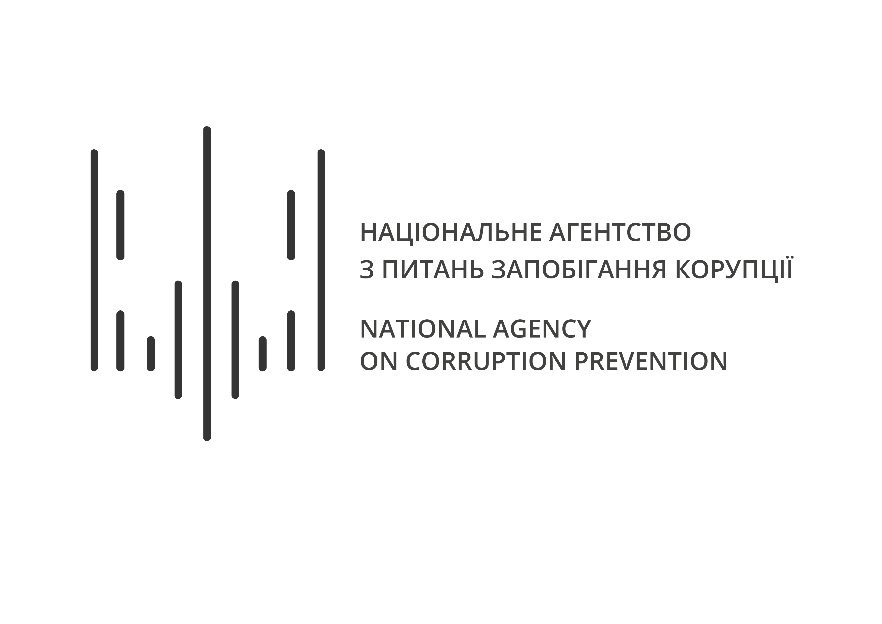 НАЦІОНАЛЬНЕ АГЕНТСТВО
З ПИТАНЬ ЗАПОБІГАННЯ КОРУПЦІЇ
NATIONAL AGENCY
ON CORRUPTION PREVENTION